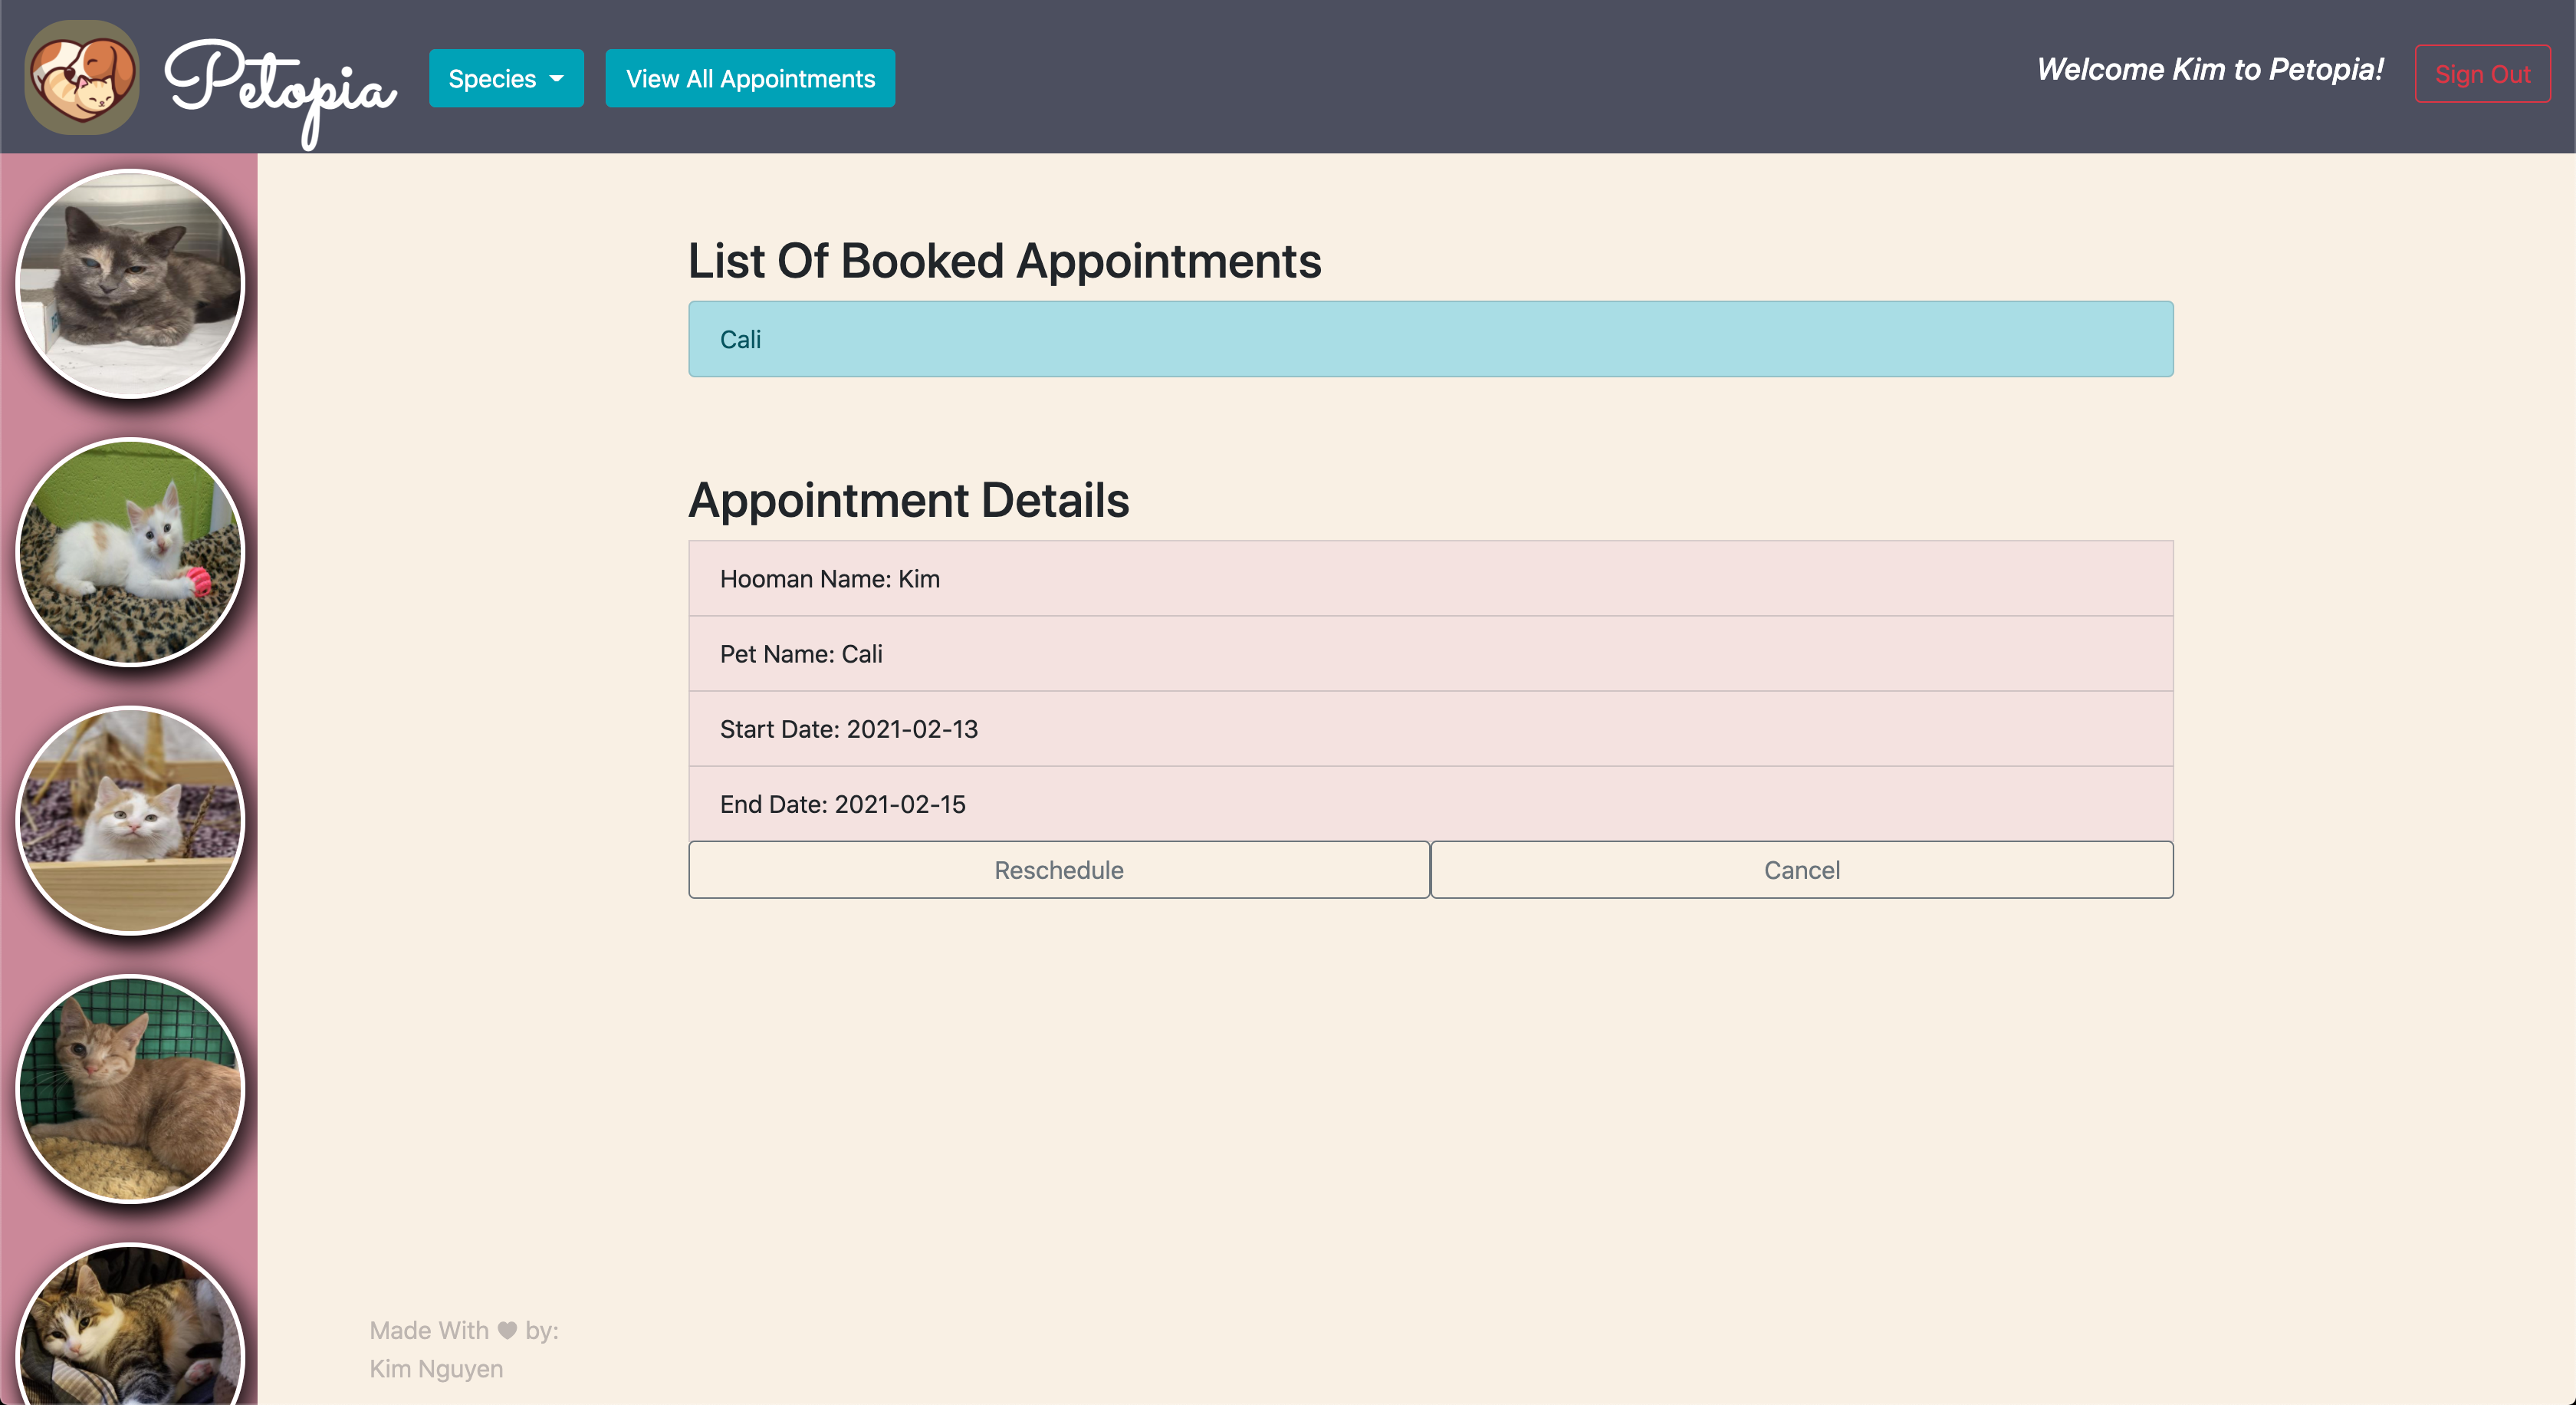 Petopia
Species
View All Appointments
Welcome Kim to Petopia!
Sign Out
List Of Booked Appointments
Cali
Appointment Details
Hooman Name: Kim
Pet Name: Cali
Start Date: 2021-02-13
End Date: 2021-02-15
Reschedule
Cancel
Made With ♥ by:
Kim Nguyen